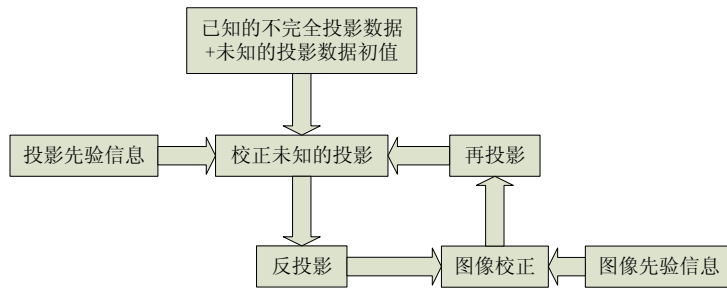 已知的不完全投影数据
+未知的投影数据初值
投影先验信息
校正未知的投影
再投影
反投影
图像校正
图像先验信息